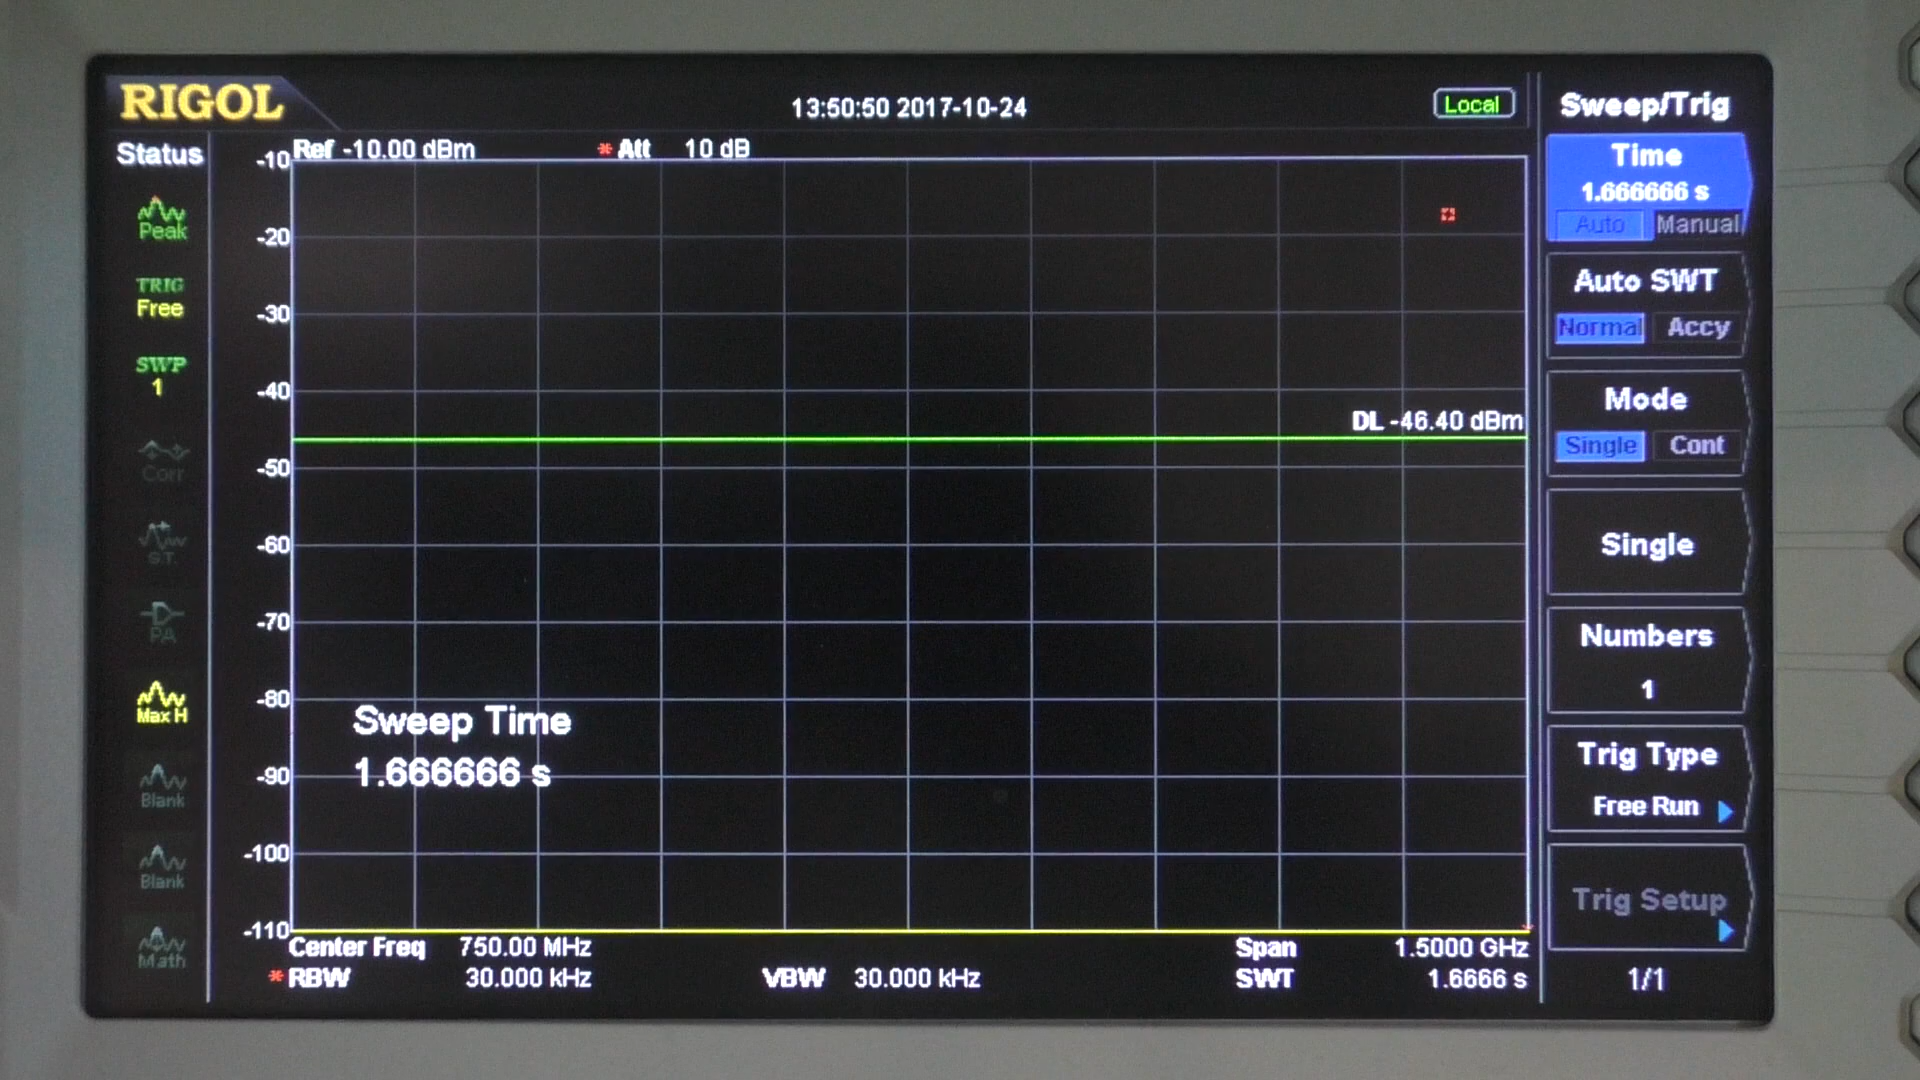 RIGOL
13:50:50 2017-10-24
Local
Status
Peak
TRIG
Free
SWP
1
Corr
S.T.
PA
Max H
Blank
Blank
Math
Ref -10.00 dBm * Att 10 dB
-10
-20
-30
-40
DL -46.40 dBm
-50
-60
-70
-80
Sweep Time
1.666666 s
-90
-100
-110
Center Freq 750.00 MHz Span 1.5000 GHz
* RBW 30.000 kHz VBW 30.000 kHz SWT 1.6666 s
Sweep/Trig
Time
1.666666 s
Auto Manual
Auto SWT
Normal Accy
Mode
Single Cont
Single
Numbers
1
Trig Type
Free Run
Trig Setup
1/1